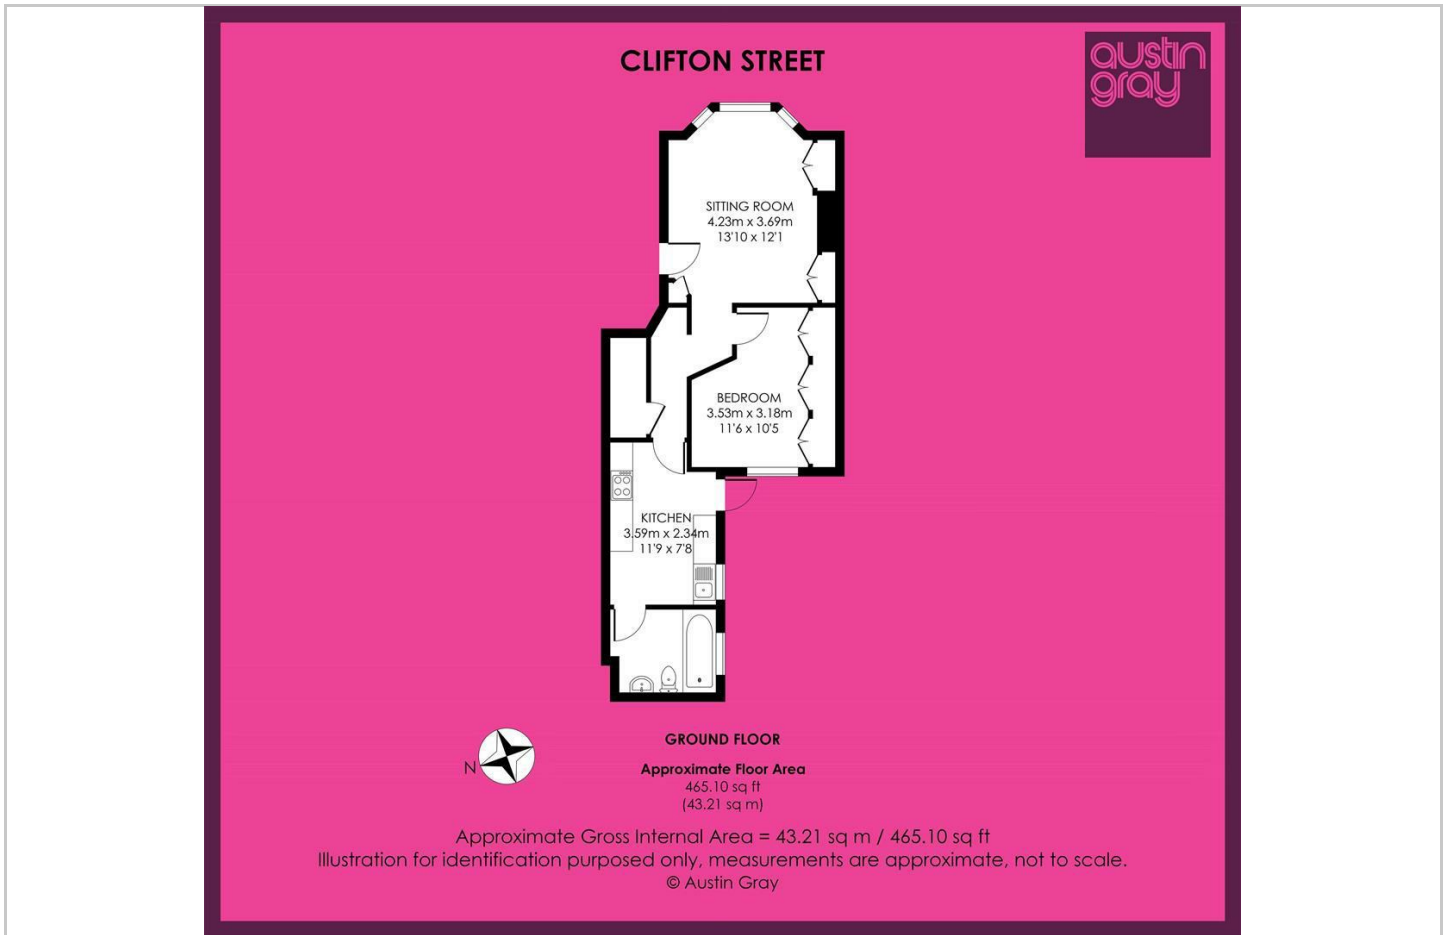 CLIFTON STREET
austin
gray
SITTING ROOM
4.23m x 3.69m
13'10 x 12'1
BEDROOM
3.53m x 3.18m
11'6 x 10'5
KITCHEN
3.59m x 2.34m
11'9 x 7'8
N
GROUND FLOOR
Approximate Floor Area
465.10 sq ft
(43.21 sq m)
Approximate Gross Internal Area = 43.21 sq m / 465.10 sq ft
Illustration for identification purposed only, measurements are approximate, not to scale.
© Austin Gray